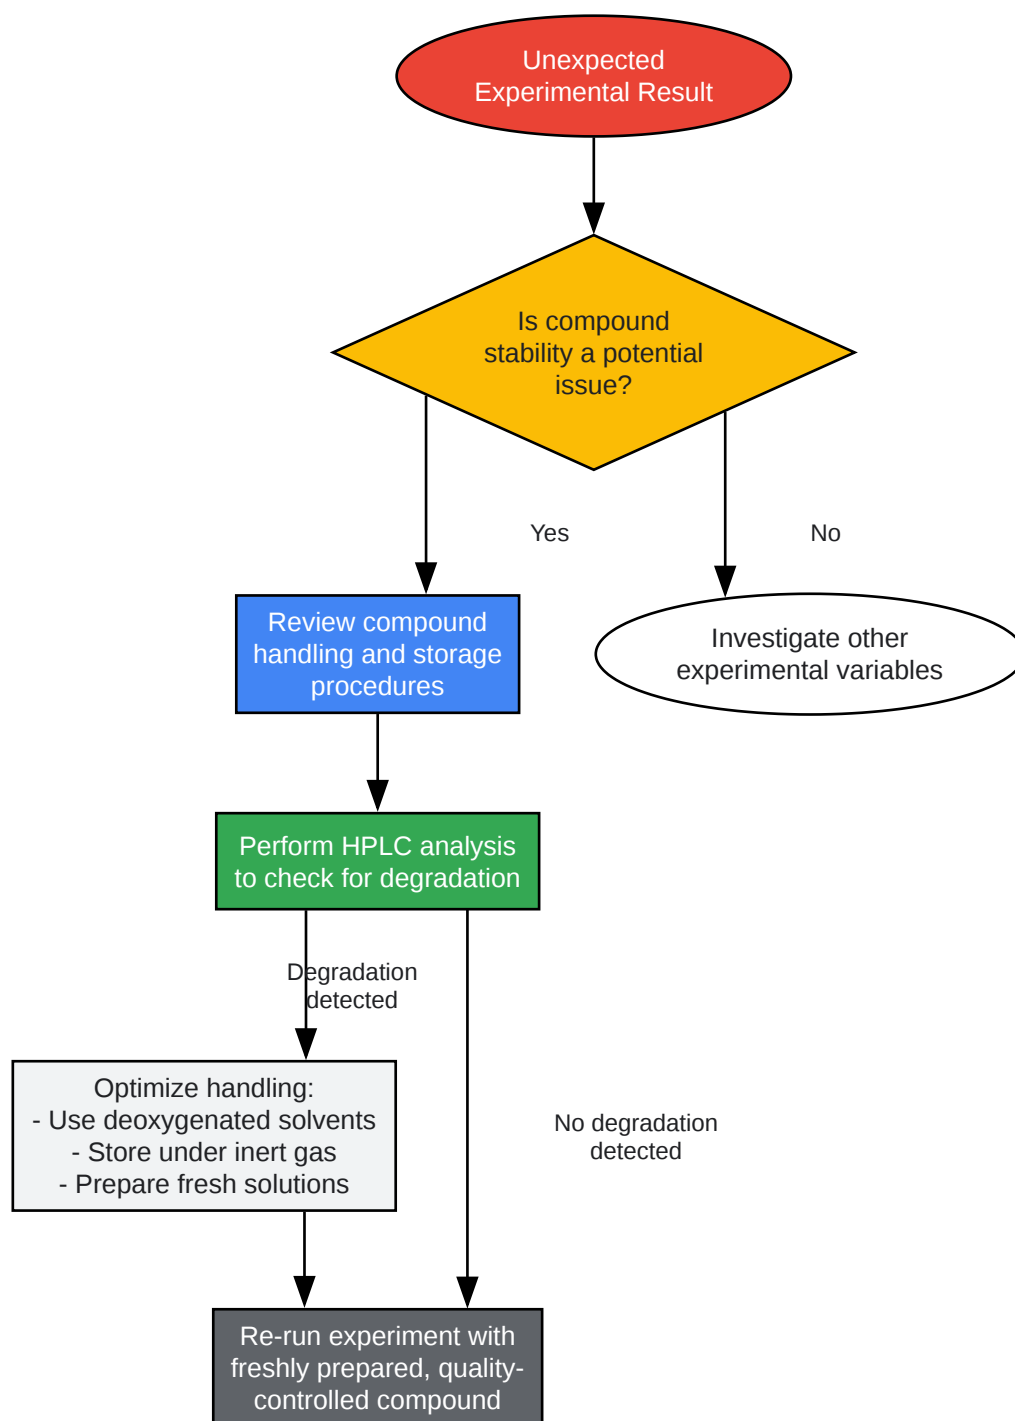 Unexpected
Experimental Result
Is compound
stability a potential
issue?
Yes
No
Review compound
handling and storage
procedures
Investigate other
experimental variables
Perform HPLC analysis
to check for degradation
Degradation
detected
Optimize handling:
- Use deoxygenated solvents
- Store under inert gas
- Prepare fresh solutions
No degradation
detected
Re-run experiment with
freshly prepared, quality-
controlled compound